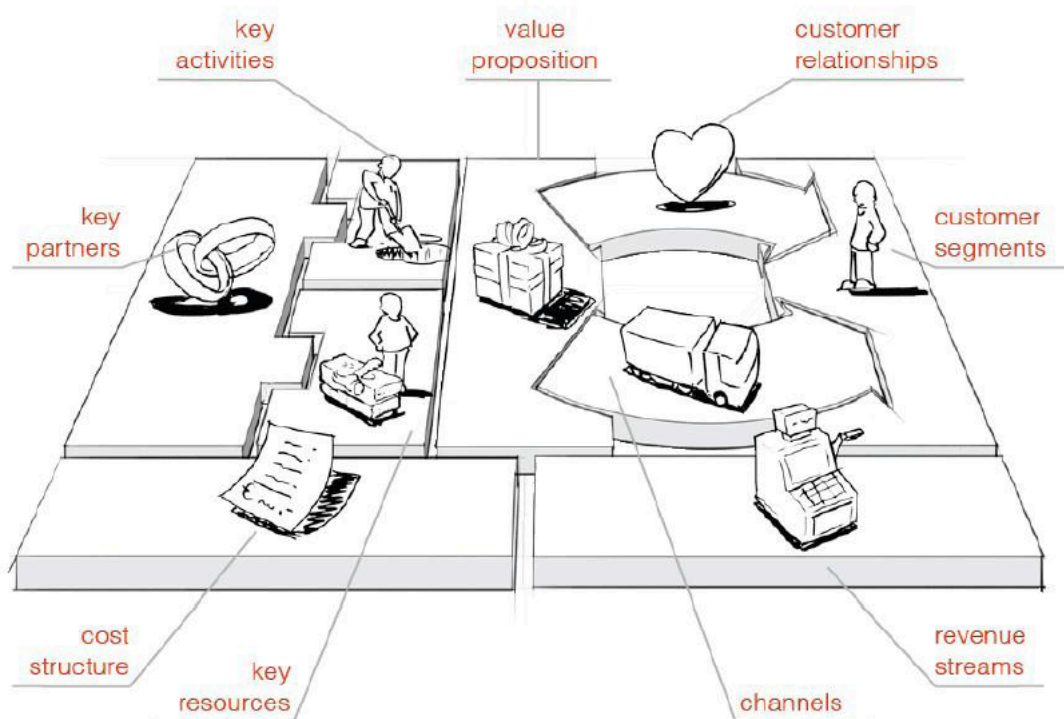 key
activities
value
proposition
customer
relationships
key
partners
customer
segments
cost
structure
key
resources
channels
revenue
streams